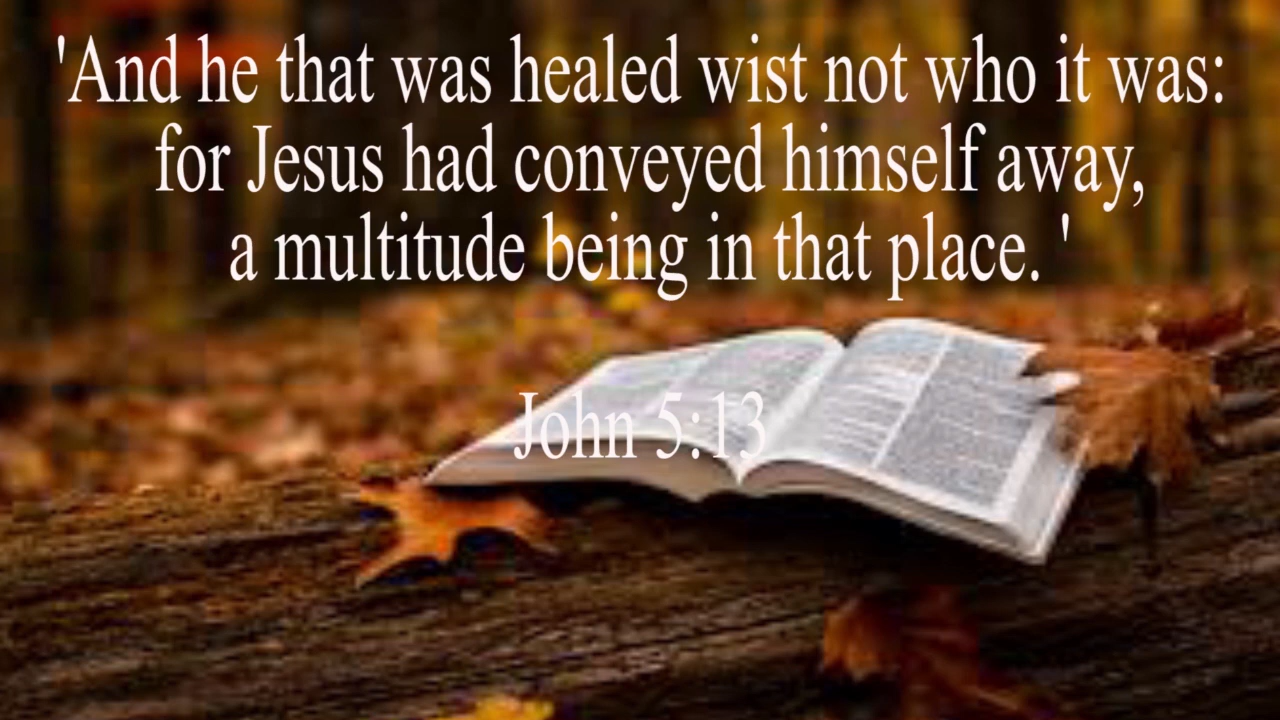 'And he that was healed wist not who it was:
for Jesus had conveyed himself away,
a multitude being in that place. '
John 5:13